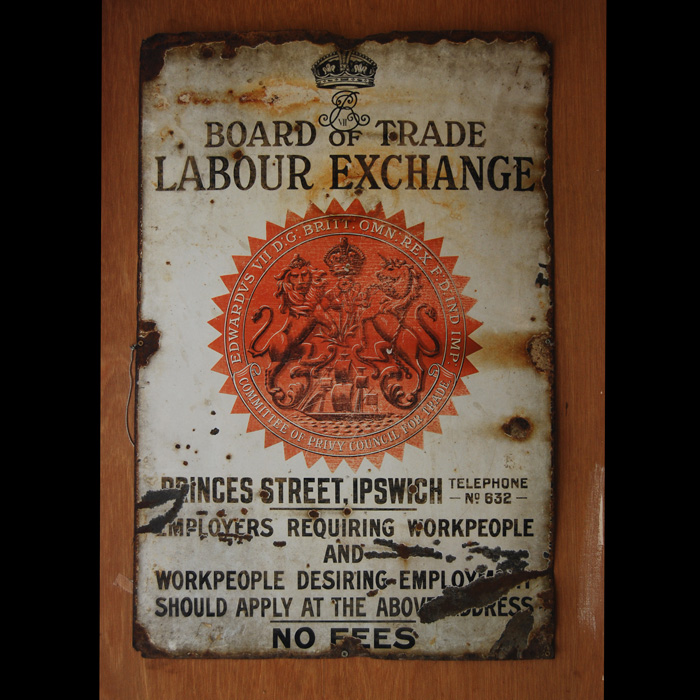 VII
BOARD OF TRADE
LABOUR EXCHANGE
EDWARDVS VII D:G: BRITT: OMN: REX F:D: IND: IMP:
COMMITTEE OF PRIVY COUNCIL FOR TRADE
PRINCES STREET, IPSWICH
TELEPHONE
— No 632 —
EMPLOYERS REQUIRING WORKPEOPLE
AND
WORKPEOPLE DESIRING EMPLOYMENT
SHOULD APPLY AT THE ABOVE ADDRESS
NO FEES